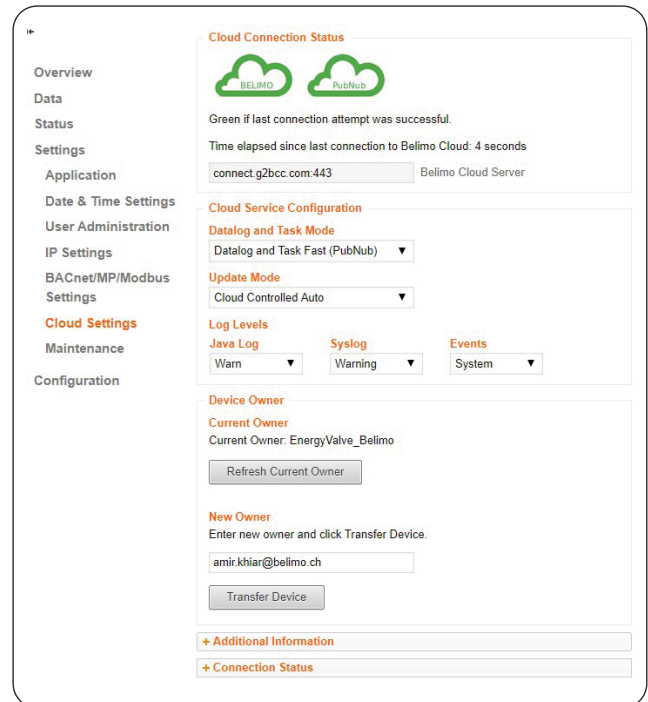 Overview
Data
Status
Settings
Application
Date & Time Settings
User Administration
IP Settings
BACnet/MP/Modbus
Settings
Cloud Settings
Maintenance
Configuration
Cloud Connection Status
BELIMO PubNub
Green if last connection attempt was successful.
Time elapsed since last connection to Belimo Cloud: 4 seconds
connect.g2bcc.com:443 Belimo Cloud Server
Cloud Service Configuration
Datalog and Task Mode
Datalog and Task Fast (PubNub)
Update Mode
Cloud Controlled Auto
Log Levels
Java Log Syslog Events
Warn Warning System
Device Owner
Current Owner
Current Owner: EnergyValve_Belimo
Refresh Current Owner
New Owner
Enter new owner and click Transfer Device.
amir.khiar@belimo.ch
Transfer Device
+ Additional Information
+ Connection Status